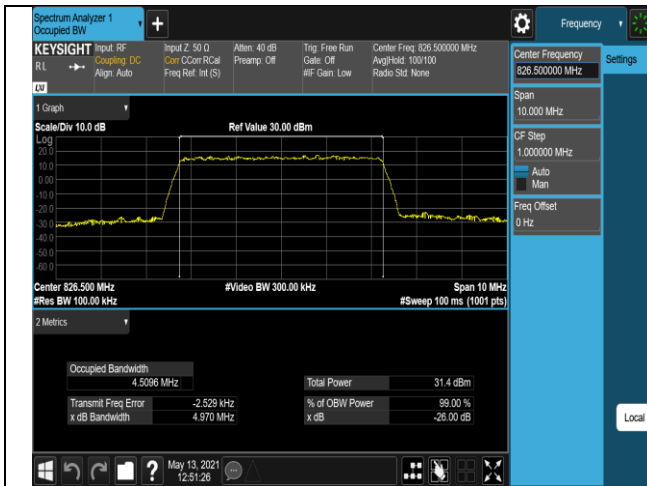 Spectrum Analyzer 1
Occupied BW
Frequency
KEYSIGHT
R L
LXI
Input: RF
Coupling: DC
Align: Auto
Input Z: 50 Ω
Corr CCorr RCal
Freq Ref: Int (S)
Atten: 40 dB
Preamp: Off
Trig: Free Run
Gate: Off
#IF Gain: Low
Center Freq: 826.500000 MHz
Avg|Hold: 100/100
Radio Std: None
Center Frequency
826.500000 MHz
Settings
Span
10.000 MHz
CF Step
1.000000 MHz
Auto
Man
Freq Offset
0 Hz
Local
1 Graph
Scale/Div 10.0 dB
Ref Value 30.00 dBm
Log
20.0
10.0
0.00
-10.0
-20.0
-30.0
-40.0
-50.0
-60.0
Center 826.500 MHz
#Video BW 300.00 kHz
Span 10 MHz
#Res BW 100.00 kHz
#Sweep 100 ms (1001 pts)
2 Metrics
Occupied Bandwidth
4.5096 MHz
Total Power
31.4 dBm
Transmit Freq Error
-2.529 kHz
% of OBW Power
99.00 %
x dB Bandwidth
4.970 MHz
x dB
-26.00 dB
?
May 13, 2021
12:51:26